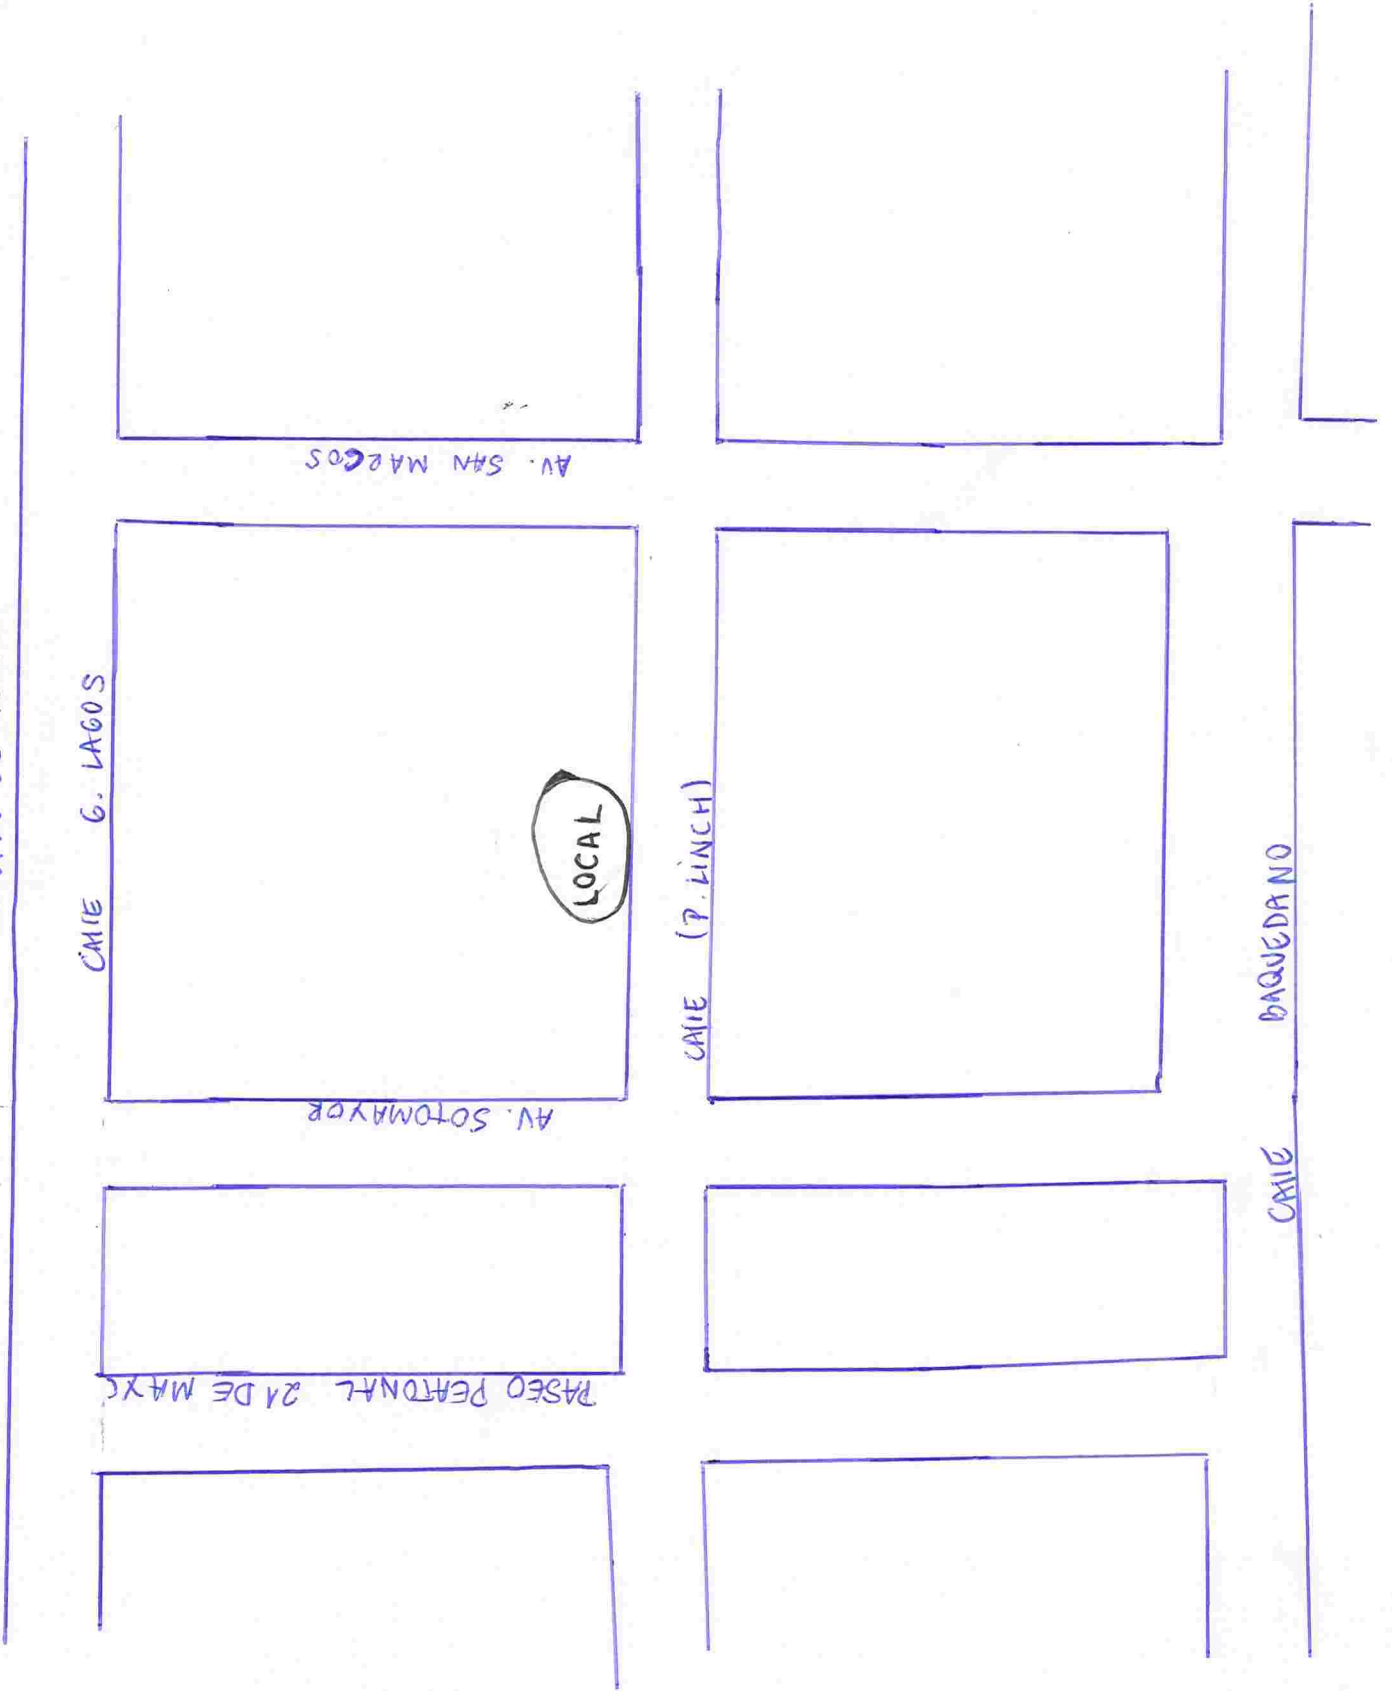 AV. SAN MARCOS
CALLE G. LAGOS
LOCAL
CALLE (P. LINCH)
CALLE BAQUEDANO
AV. SOTOMAYOR
PASEO PEATONAL 21 DE MAYO